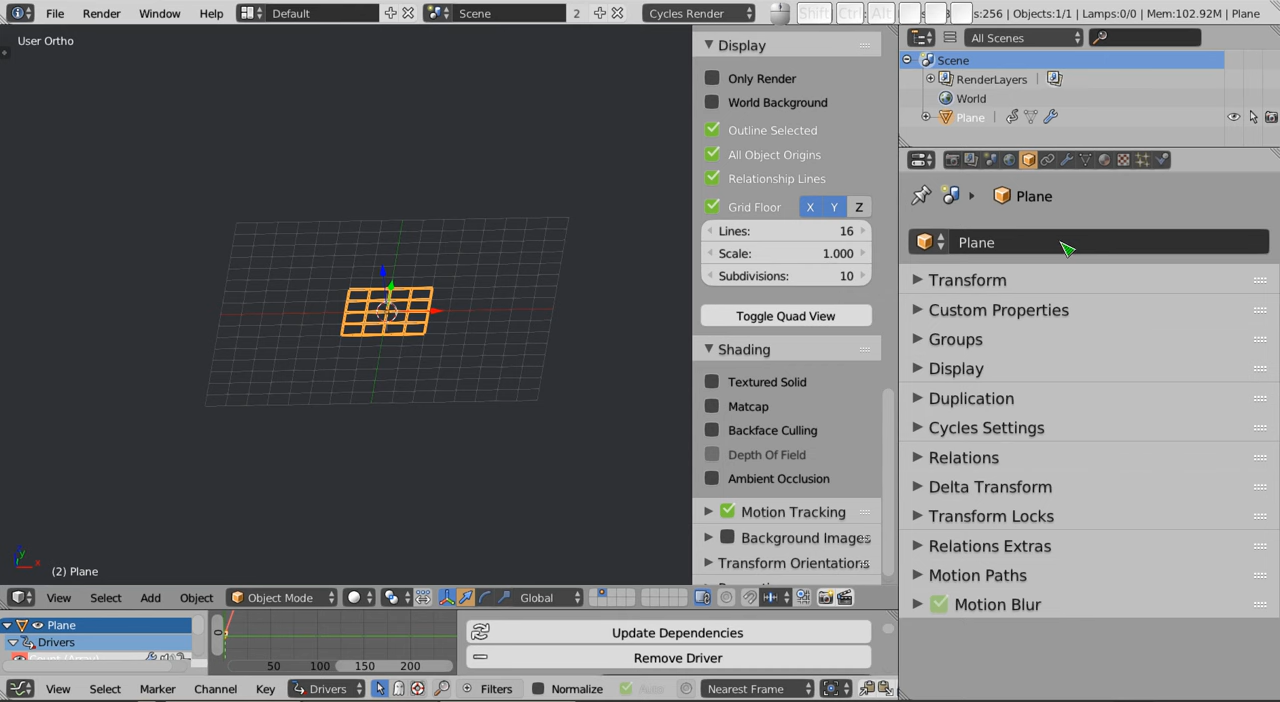 File Render Window Help Default Scene 2 Cycles Render Shift Ctrl Alt s:256 | Objects:1/1 | Lamps:0/0 | Mem:102.92M | Plane
User Ortho
Display
Only Render
World Background
Outline Selected
All Object Origins
Relationship Lines
Grid Floor X Y Z
Lines: 16
Scale: 1.000
Subdivisions: 10
Toggle Quad View
Shading
Textured Solid
Matcap
Backface Culling
Depth Of Field
Ambient Occlusion
Motion Tracking
Background Images
Transform Orientations
y x
(2) Plane
View Select Add Object Object Mode Global
All Scenes
Scene
RenderLayers |
World
Plane |
Plane
Plane
Transform
Custom Properties
Groups
Display
Duplication
Cycles Settings
Relations
Delta Transform
Transform Locks
Relations Extras
Motion Paths
Motion Blur
Plane
Drivers
Count (Array)
0
50 100 150 200
Update Dependencies
Remove Driver
View Select Marker Channel Key Drivers Filters Normalize Auto Nearest Frame